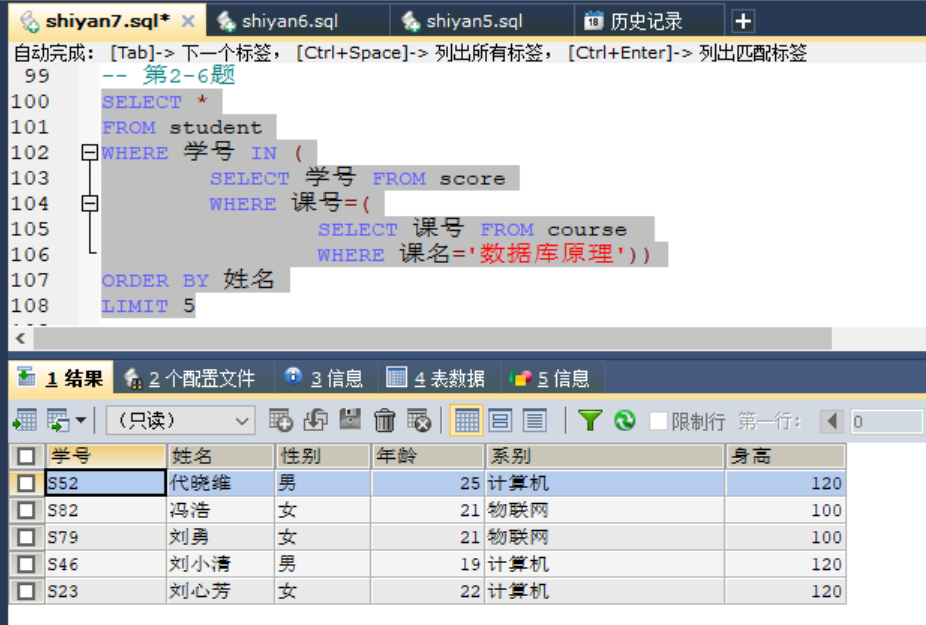 shiyan7.sql* shiyan6.sql shiyan5.sql 18 历史记录
自动完成: [Tab]-> 下一个标签, [Ctrl+Space]-> 列出所有标签, [Ctrl+Enter]-> 列出匹配标签
99 -- 第2-6题
100 SELECT *
101 FROM student
102 WHERE 学号 IN (
103 SELECT 学号 FROM score
104 WHERE 课号=(
105 SELECT 课号 FROM course
106 WHERE 课名='数据库原理'))
107 ORDER BY 姓名
108 LIMIT 5
1 结果 2 个配置文件 3 信息 4 表数据 5 信息
(只读) 限制行 第一行: 0
学号 姓名 性别 年龄 系别 身高
S52 代晓维 男 25 计算机 120
S82 冯浩 女 21 物联网 100
S79 刘勇 女 21 物联网 100
S46 刘小清 男 19 计算机 120
S23 刘心芳 女 22 计算机 120